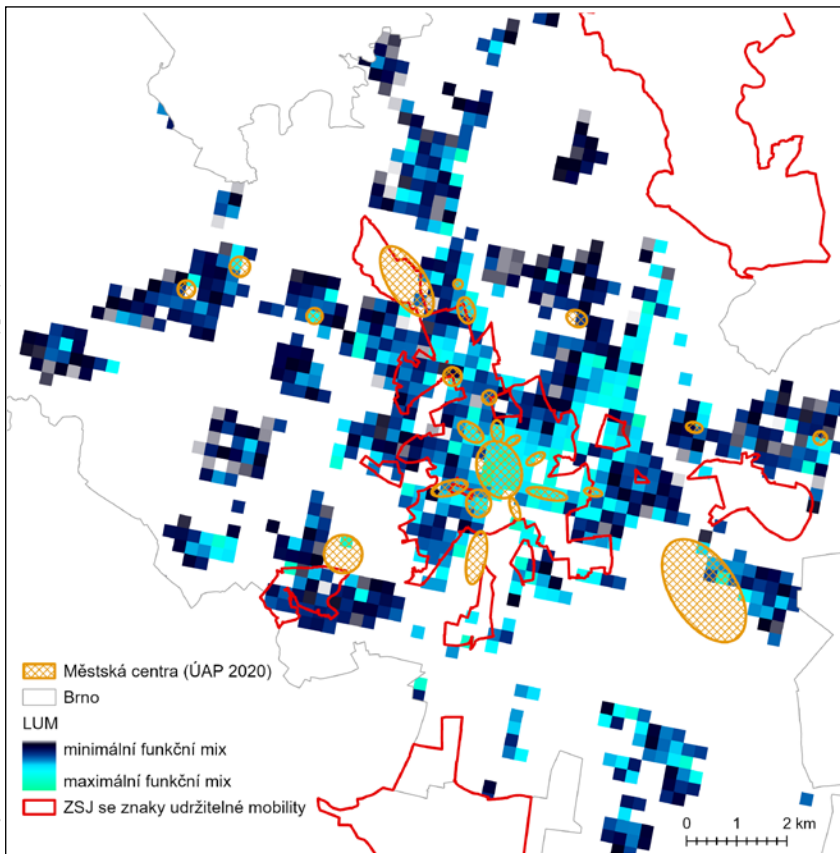 Městská centra (ÚAP 2020)
Brno
LUM
minimální funkční mix
maximální funkční mix
ZSJ se znaky udržitelné mobility
0 1 2 km